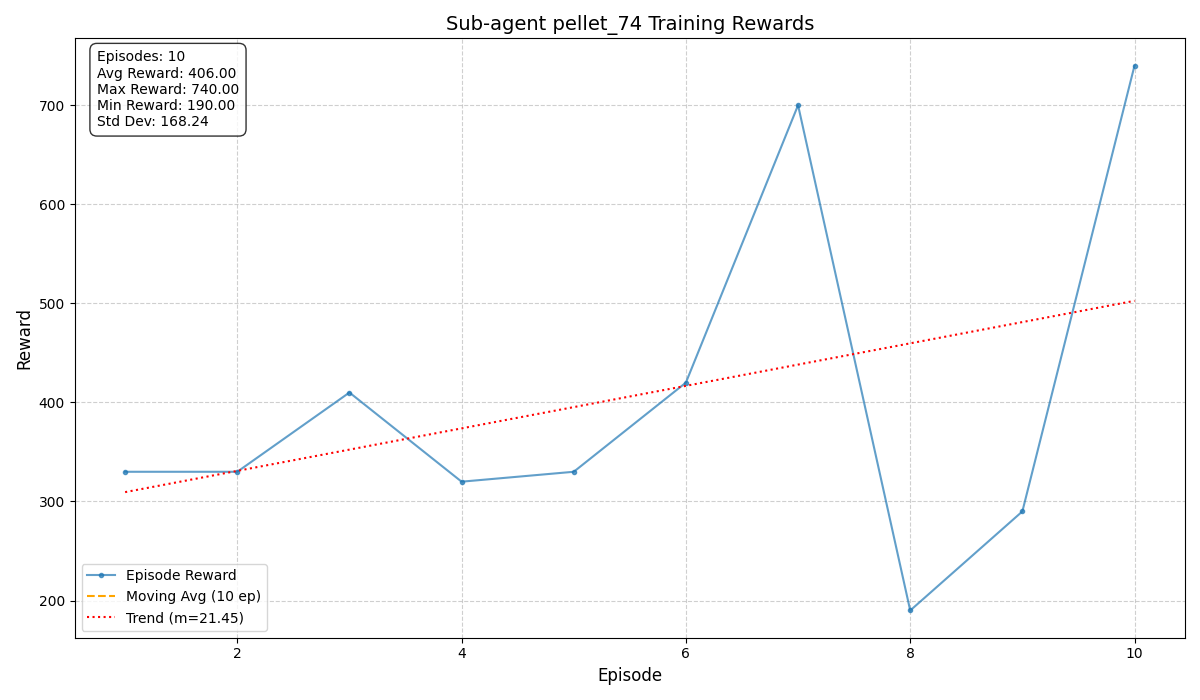 Sub-agent pellet_74 Training Rewards
Episodes: 10
Avg Reward: 406.00
Max Reward: 740.00
Min Reward: 190.00
Std Dev: 168.24
Reward
700
600
500
400
300
200
Episode Reward
Moving Avg (10 ep)
Trend (m=21.45)
2 4 6 8 10
Episode